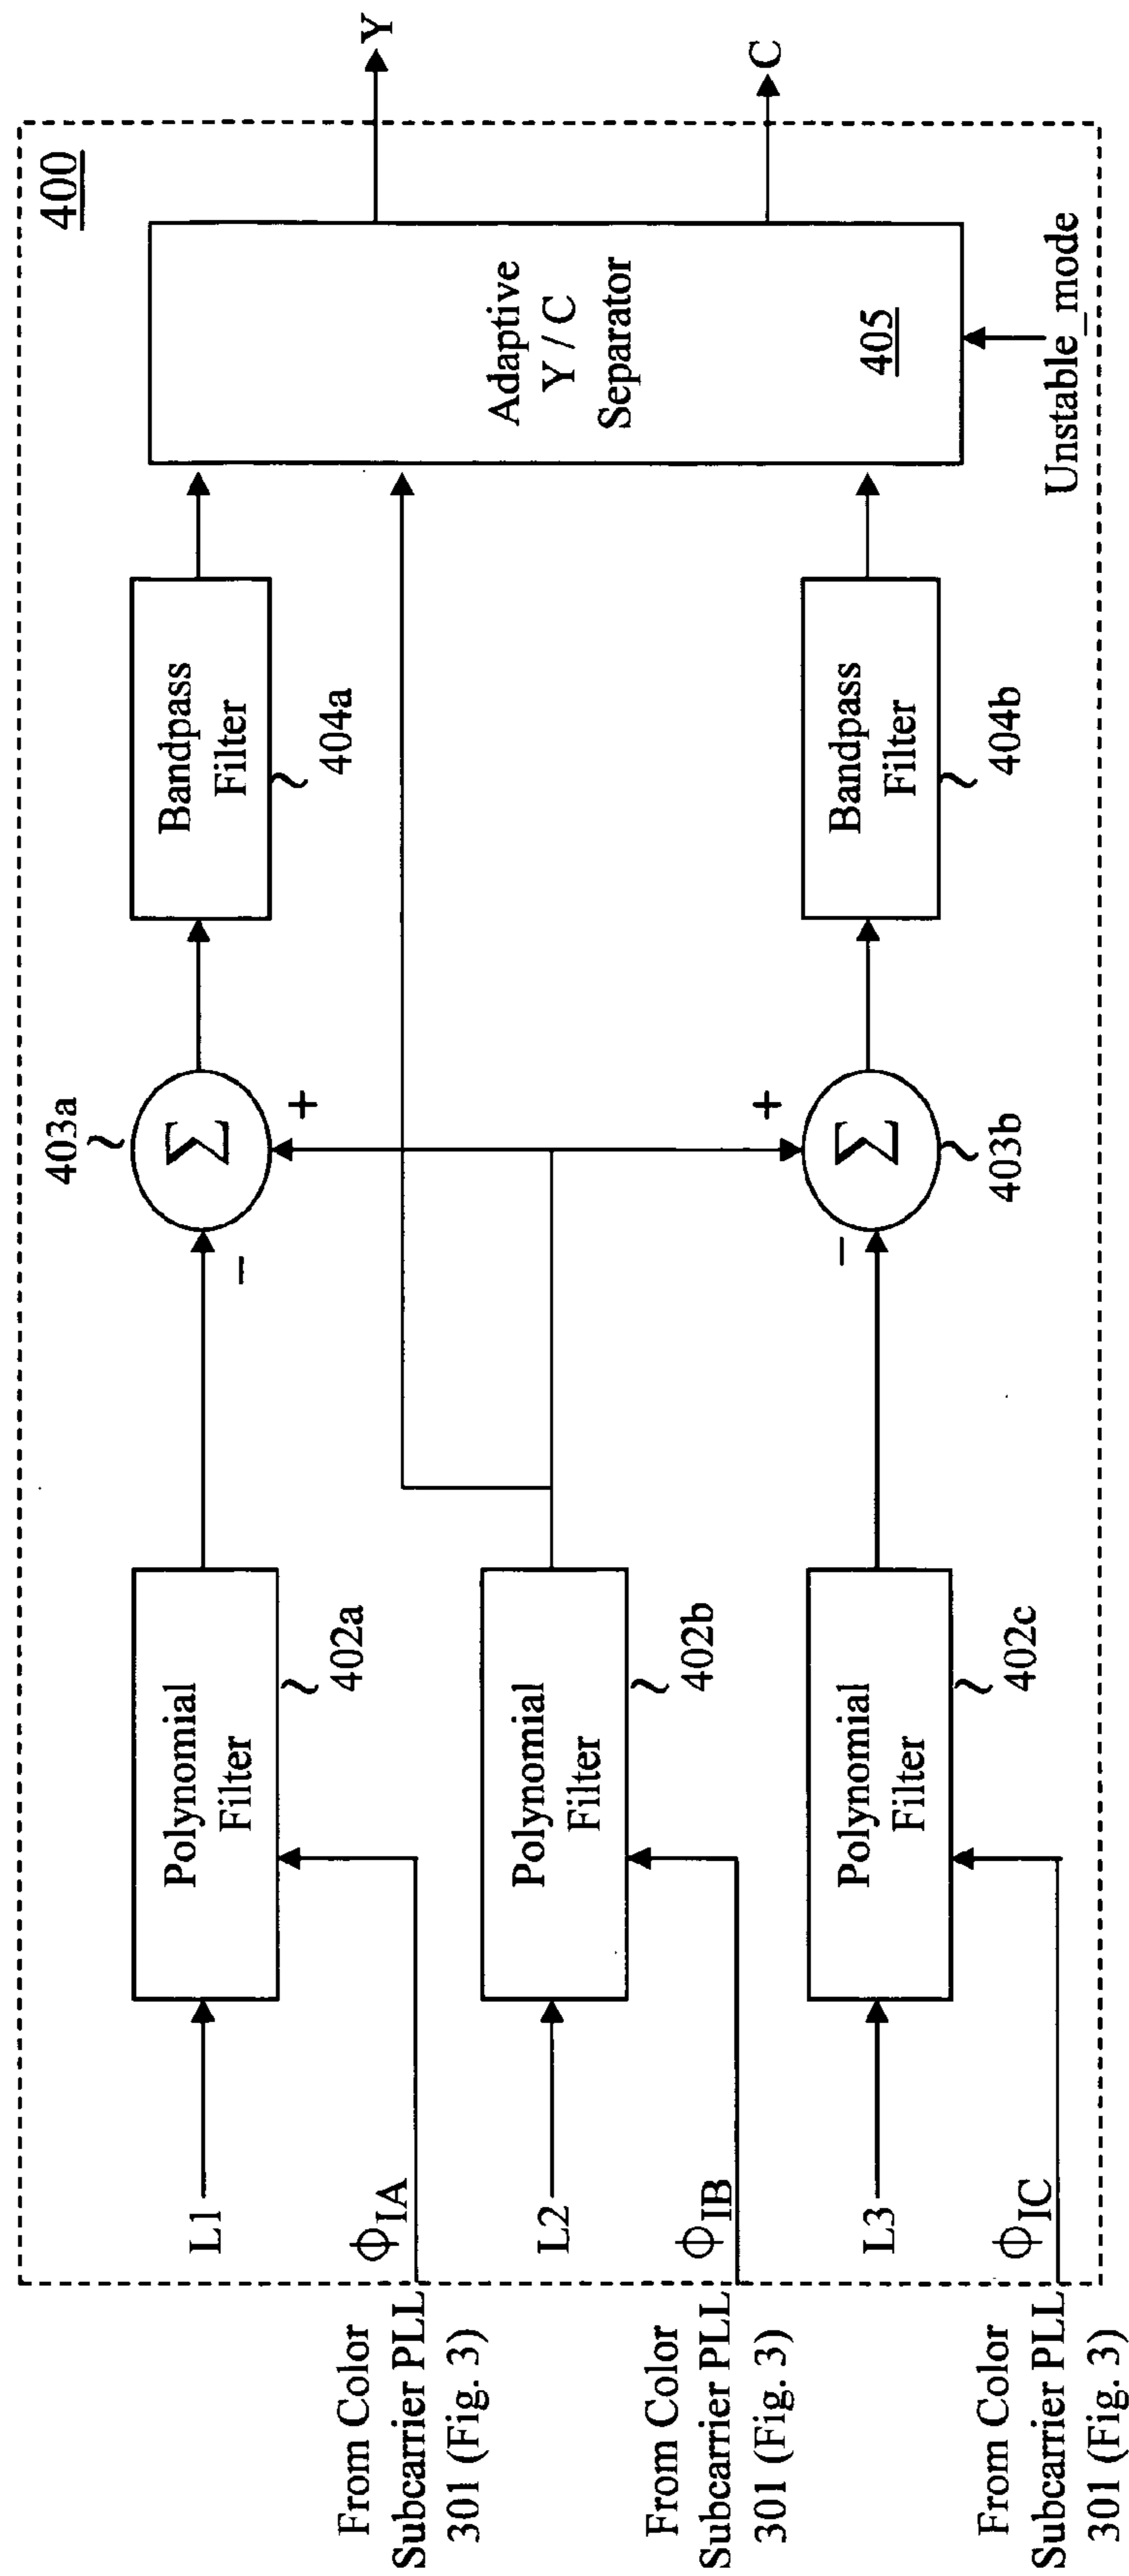 400
L1
Polynomial
Filter
402a
−
Σ
403a
+
Bandpass
Filter
404a
ϕIA
From Color
Subcarrier PLL
301 (Fig. 3)
L2
Polynomial
Filter
402b
Adaptive
Y / C
Separator
405
Y
C
ϕIB
From Color
Subcarrier PLL
301 (Fig. 3)
L3
Polynomial
Filter
402c
−
Σ
403b
+
Bandpass
Filter
404b
Unstable_mode
ϕIC
From Color
Subcarrier PLL
301 (Fig. 3)